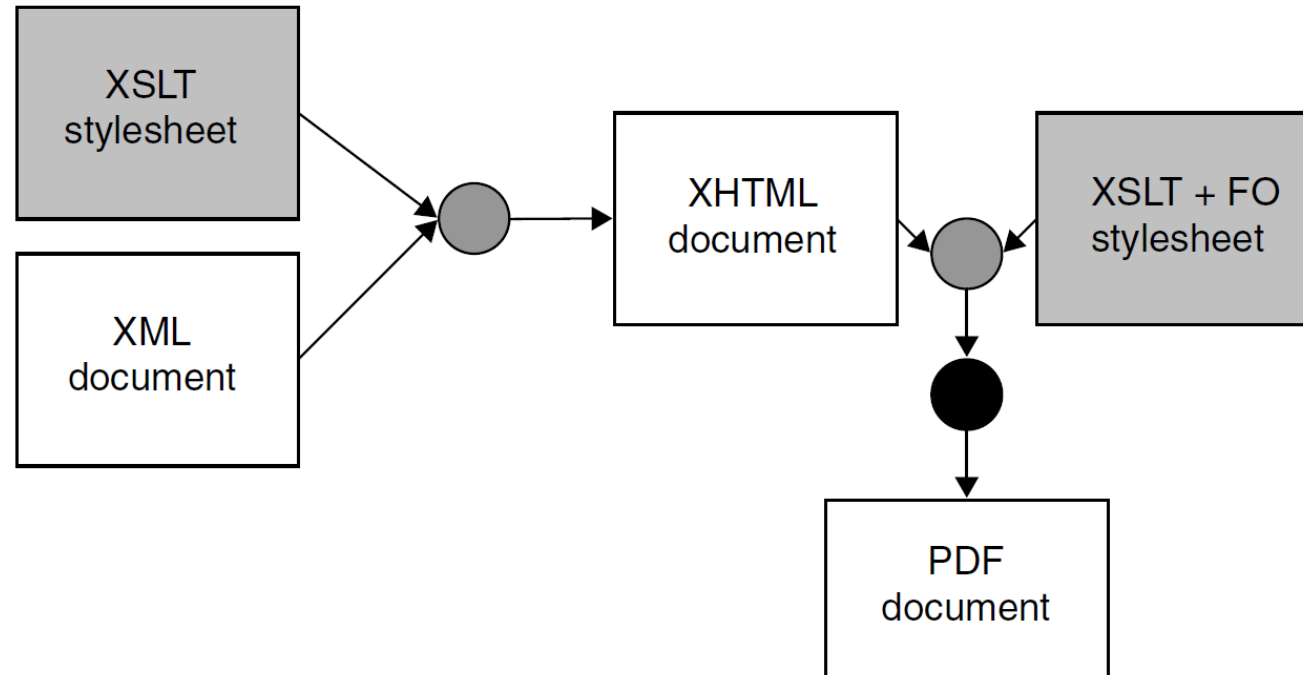 XSLT
stylesheet
XML
document
XHTML
document
XSLT + FO
stylesheet
PDF
document